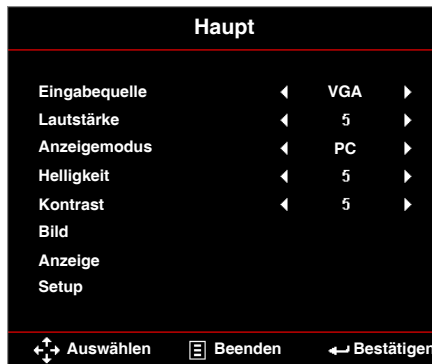 Haupt
Eingabequelle VGA
Lautstärke 5
Anzeigemodus PC
Helligkeit 5
Kontrast 5
Bild
Anzeige
Setup
Auswählen Beenden Bestätigen